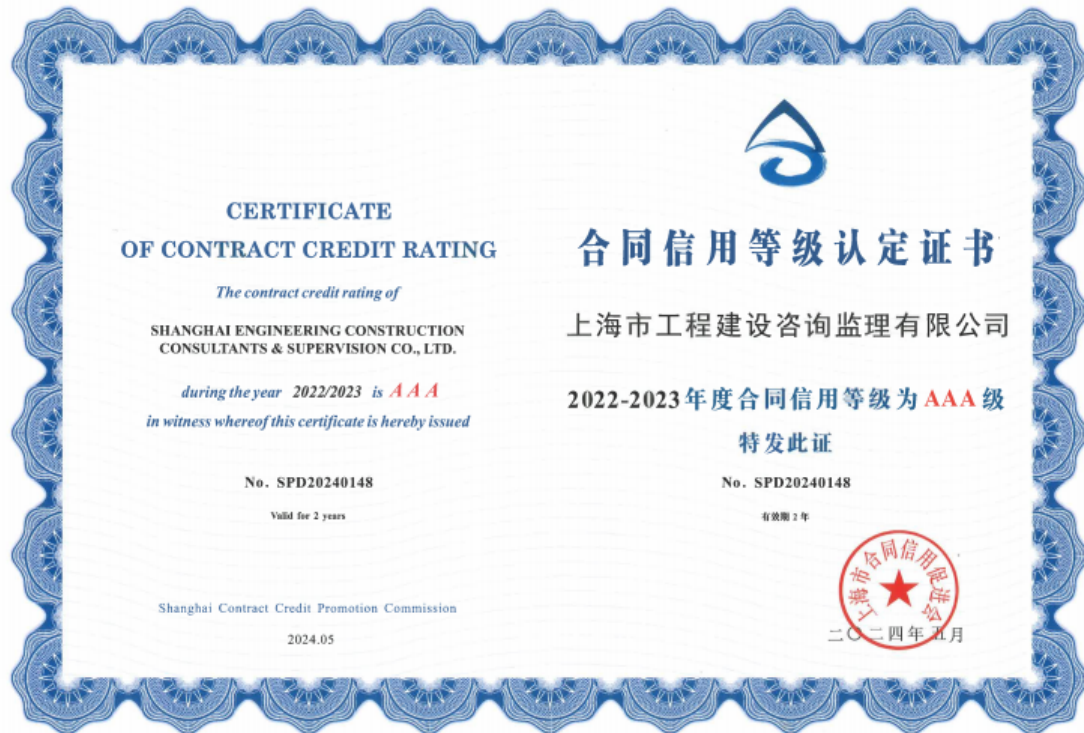 CERTIFICATE
OF CONTRACT CREDIT RATING
The contract credit rating of
SHANGHAI ENGINEERING CONSTRUCTION
CONSULTANTS & SUPERVISION CO., LTD.
during the year 2022/2023 is A A A
in witness whereof this certificate is hereby issued
No. SPD20240148
Valid for 2 years
Shanghai Contract Credit Promotion Commission
2024.05
合同信用等级认定证书
上海市工程建设咨询监理有限公司
2022-2023年度合同信用等级为AAA级
特发此证
No. SPD20240148
有效期2年
上海市合同信用促进会
二〇二四年五月